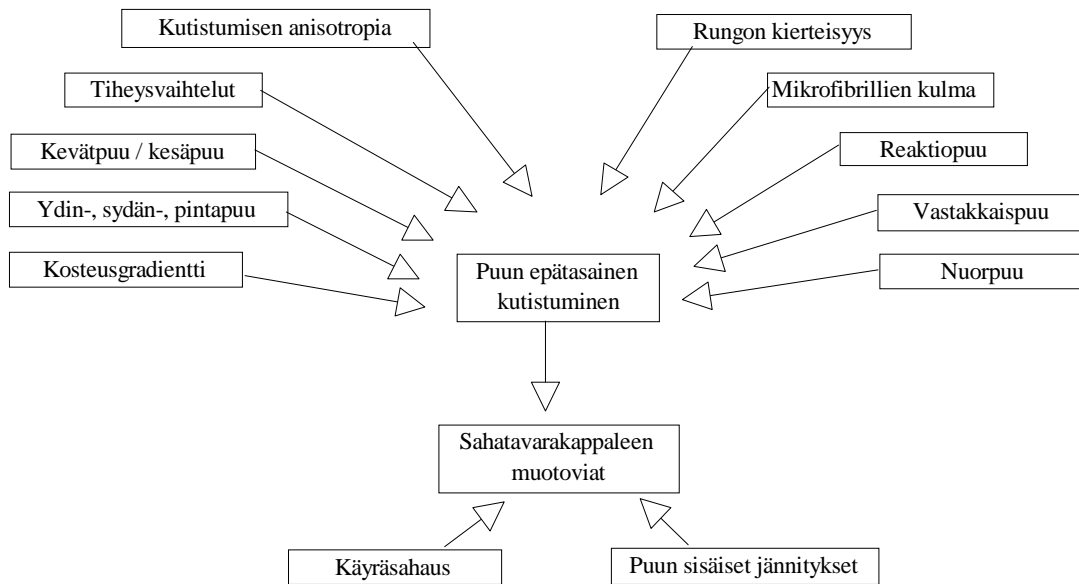 Kutistumisen anisotropia
Rungon kierteisyys
Tiheysvaihtelut
Mikrofibrillien kulma
Kevätpuu / kesäpuu
Reaktiopuu
Ydin-, sydän-, pintapuu
Vastakkaispuu
Kosteusgradientti
Puun epätasainen
kutistuminen
Nuorpuu
Sahatavarakappaleen
muotoviat
Käyräsahaus
Puun sisäiset jännitykset